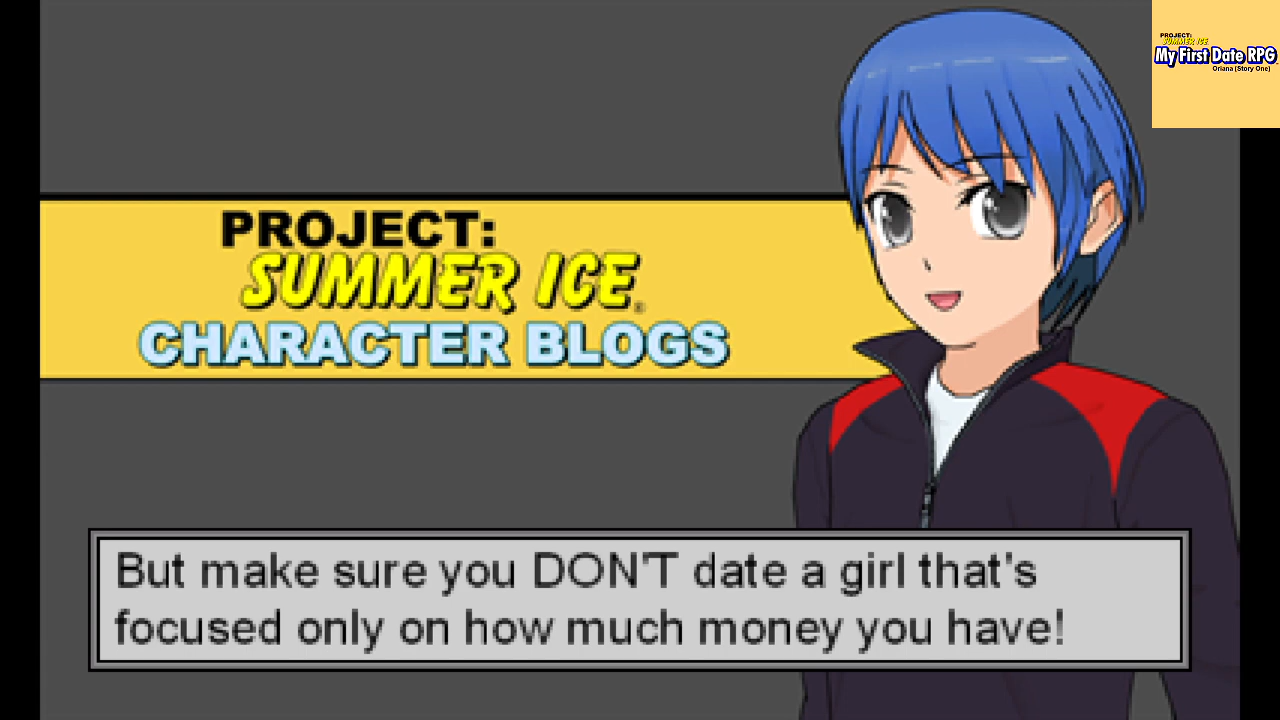 PROJECT:
SUMMER ICE
My First Date RPG
Oriana (Story One)
PROJECT:
SUMMER ICE
CHARACTER BLOGS
But make sure you DON'T date a girl that's
focused only on how much money you have!